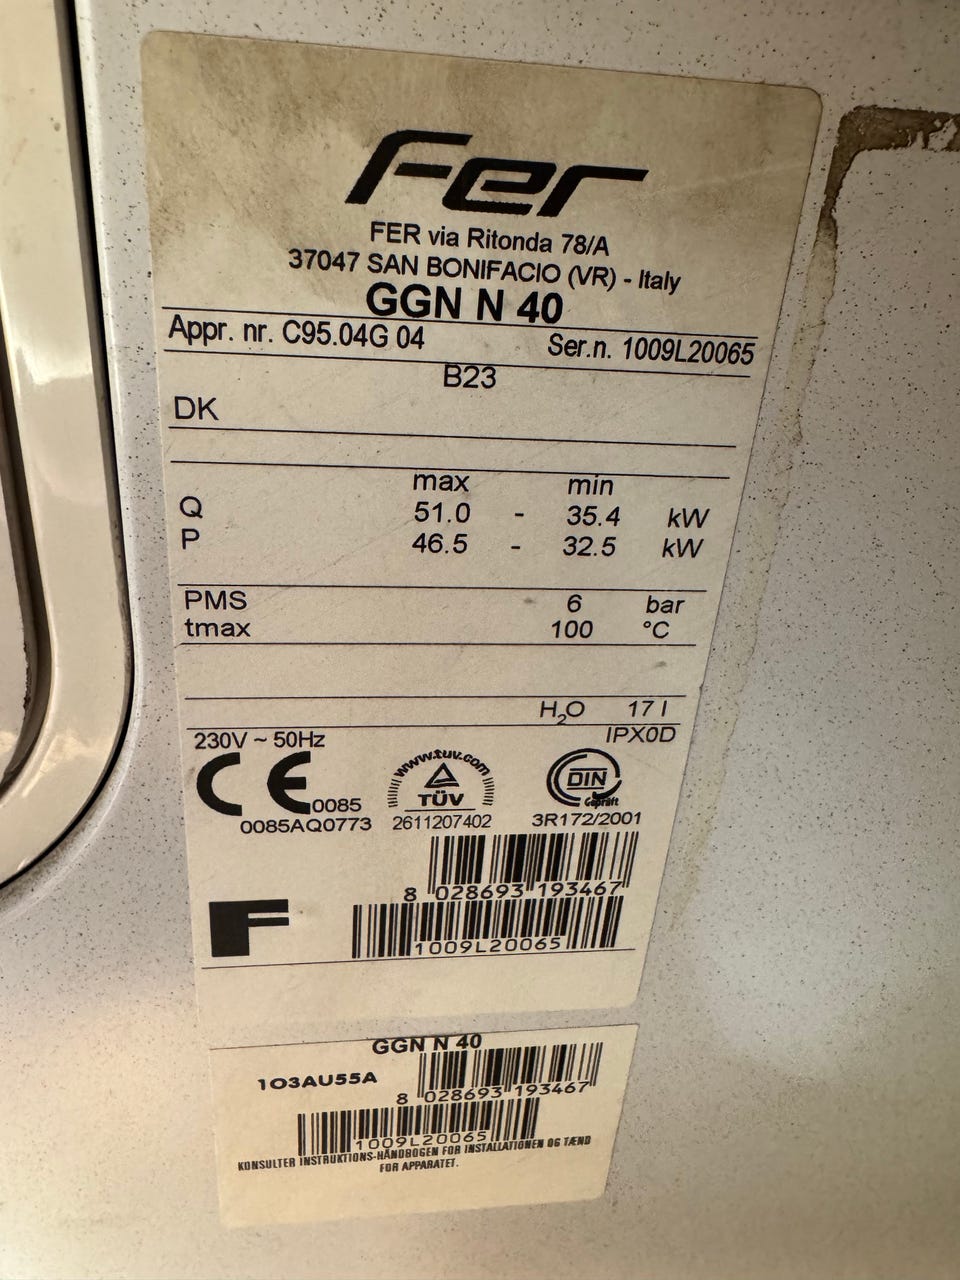 Fer
FER via Ritonda 78/A
37047 SAN BONIFACIO (VR) - Italy
GGN N 40
Appr. nr. C95.04G 04 Ser.n. 1009L20065
B23
DK
max min
Q 51.0 - 35.4 kW
P 46.5 - 32.5 kW
PMS 6 bar
tmax 100 °C
H₂O 17 l
230V ~ 50Hz IPX0D
CE 0085
www.tuv.com
TÜV
DIN
Geprüft
0085AQ0773 2611207402 3R172/2001
8 028693 193467
F
1009L20065
GGN N 40
103AU55A
8 028693 193467
1009L20065
KONSULTER INSTRUKTIONS-HÅNDBOGEN FOR INSTALLATIONEN OG TÆND
FOR APPARATET.